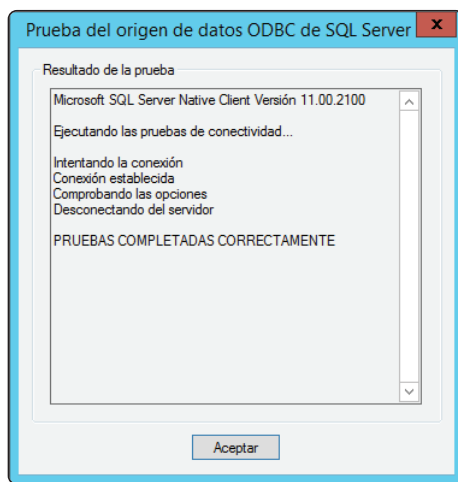 Prueba del origen de datos ODBC de SQL Server
x
Resultado de la prueba
Microsoft SQL Server Native Client Versión 11.00.2100
Ejecutando las pruebas de conectividad...
Intentando la conexión
Conexión establecida
Comprobando las opciones
Desconectando del servidor
PRUEBAS COMPLETADAS CORRECTAMENTE
Aceptar